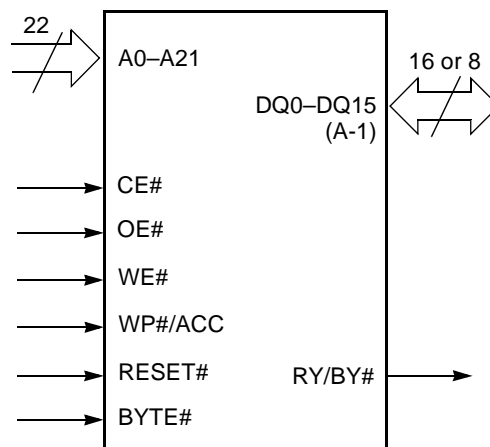 22
A0–A21
16 or 8
DQ0–DQ15
(A-1)
CE#
OE#
WE#
WP#/ACC
RESET#
RY/BY#
BYTE#